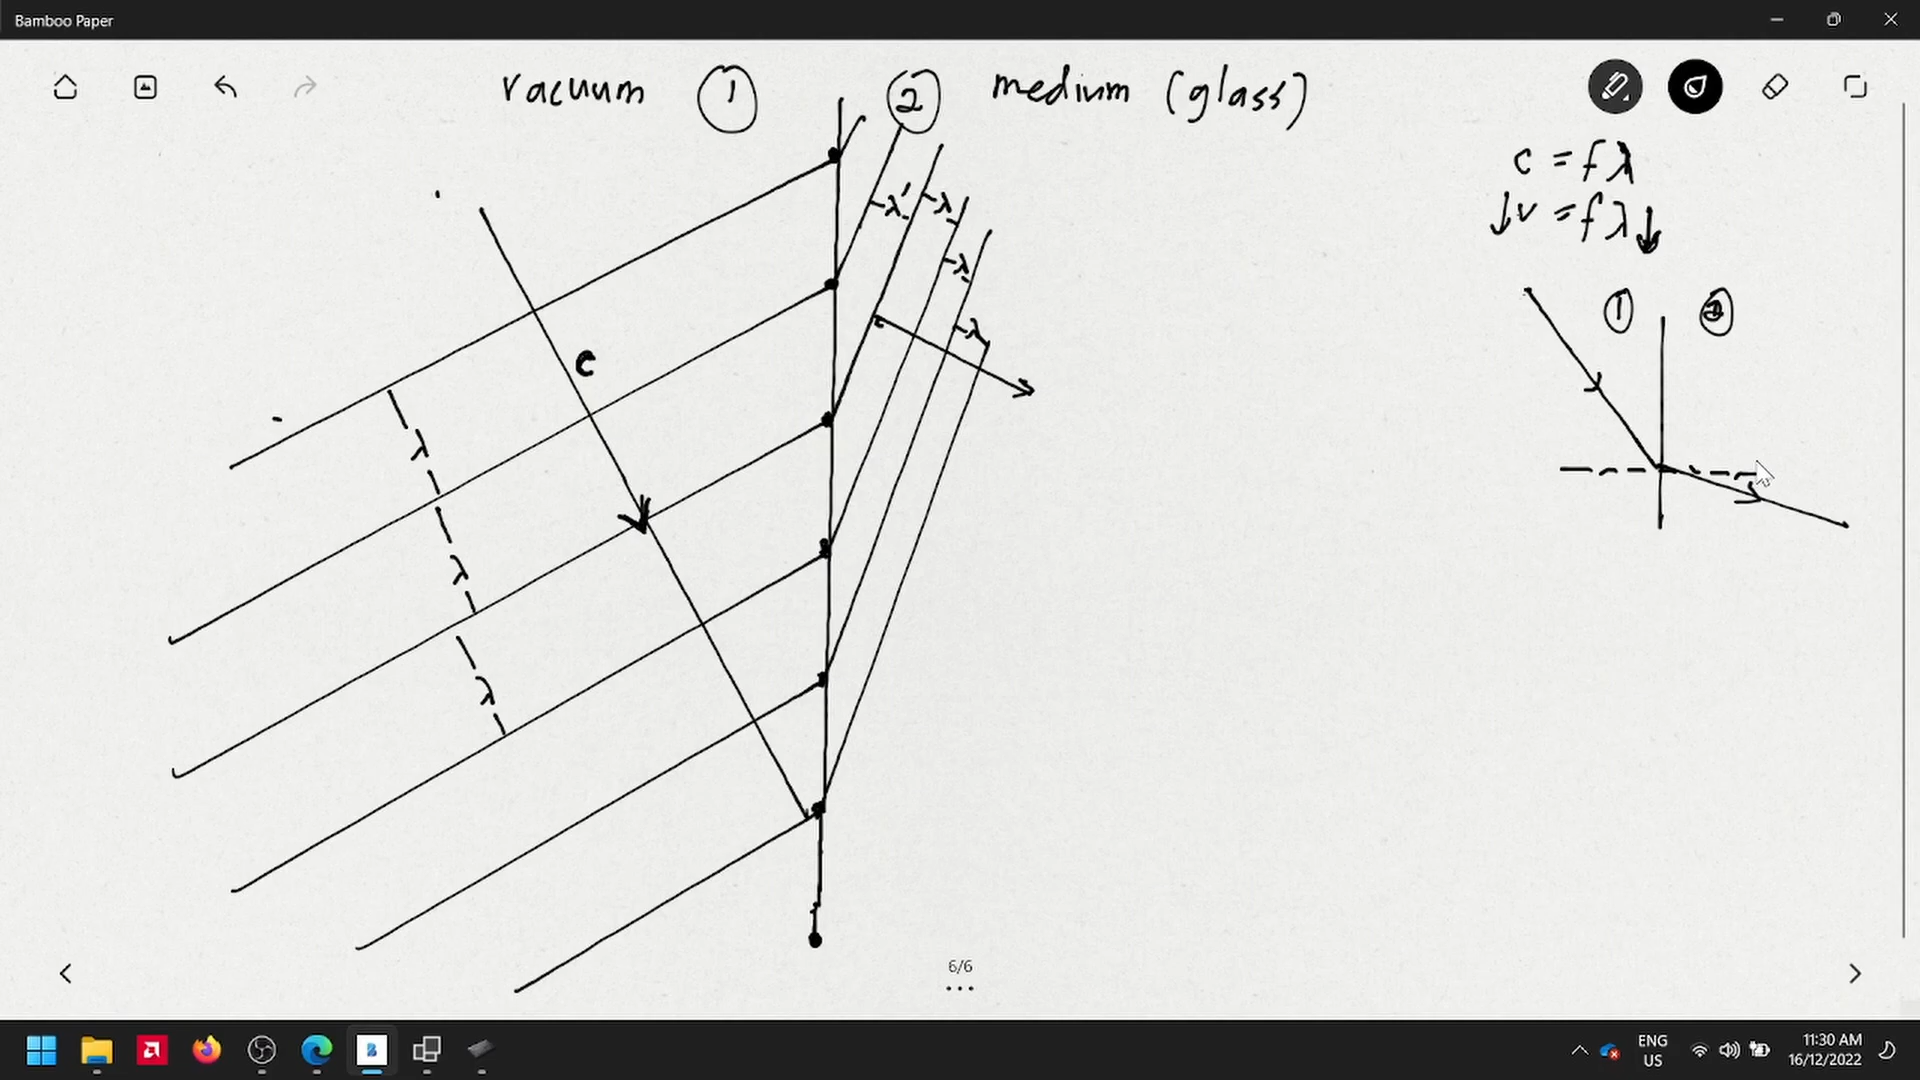 Bamboo Paper
vacuum ① ② medium (glass)
c = fλ
↓v = fλ↓
λ'
λ
λ
λ
① ②
c
λ
λ
λ
6/6
ENG
US
11:30 AM
16/12/2022